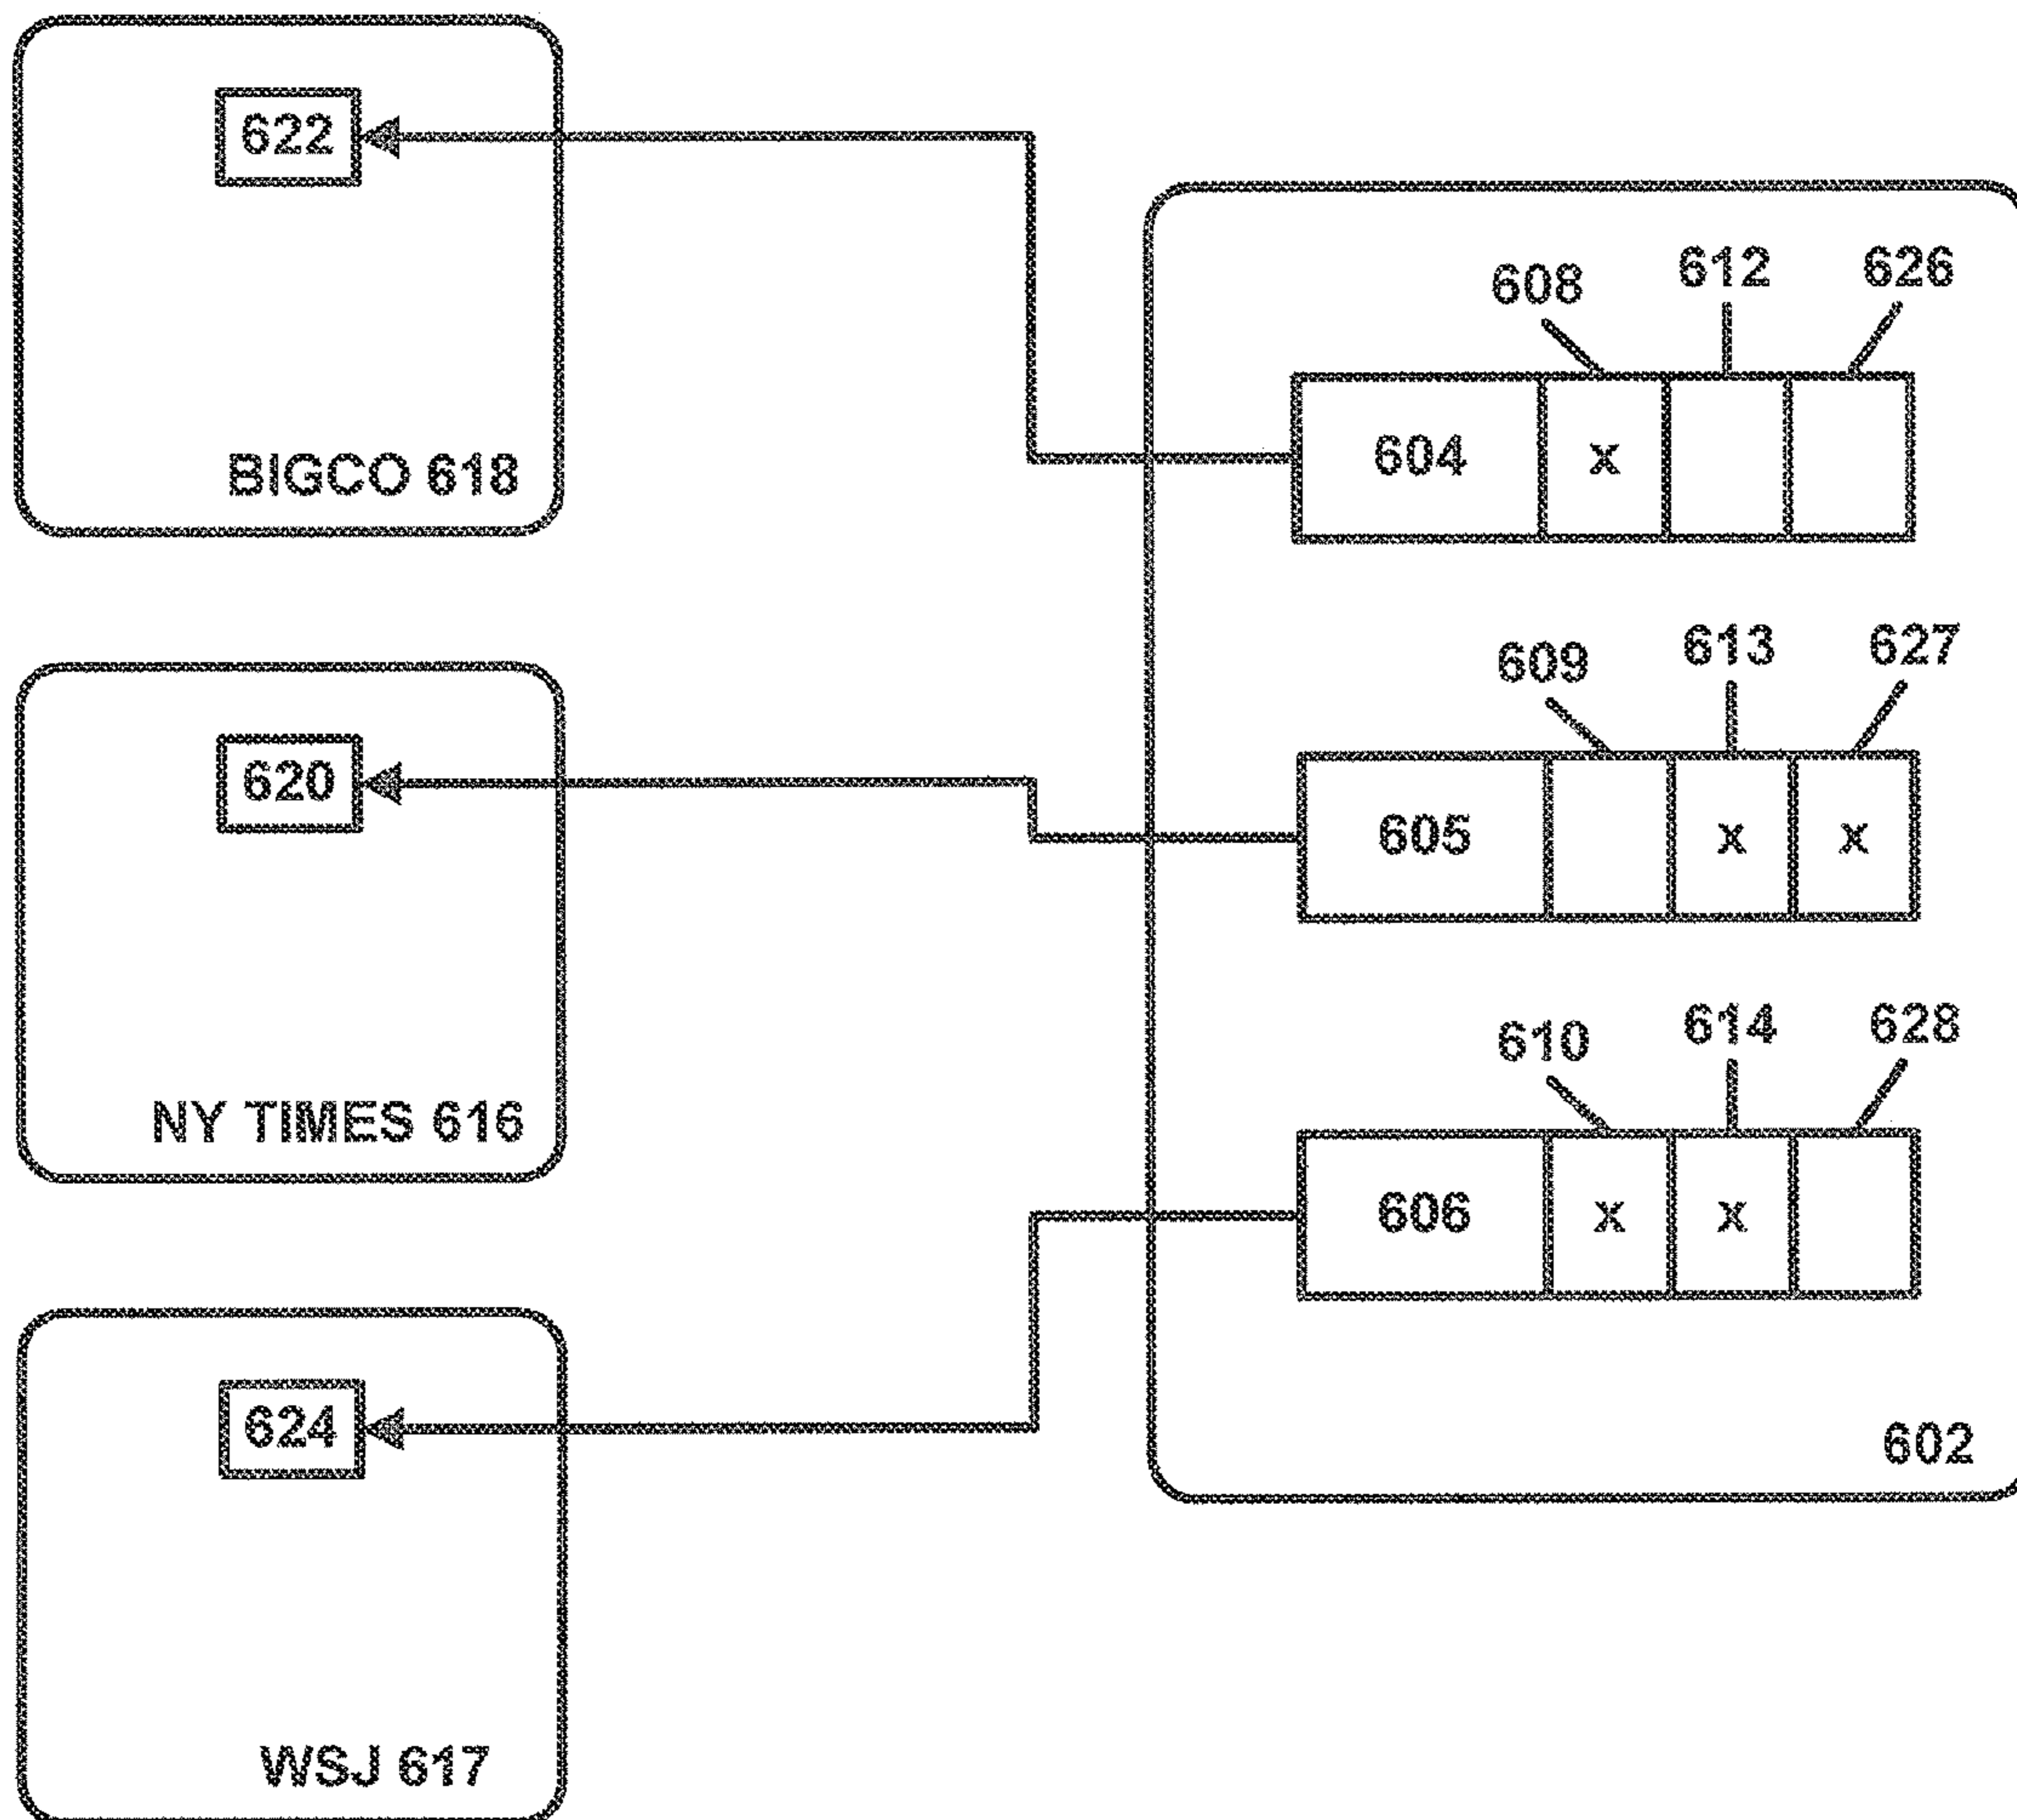 622
BIGCO 618
608 612 626
604 x
620
NY TIMES 616
609 613 627
605 x x
610 614 628
606 x x
602
624
WSJ 617